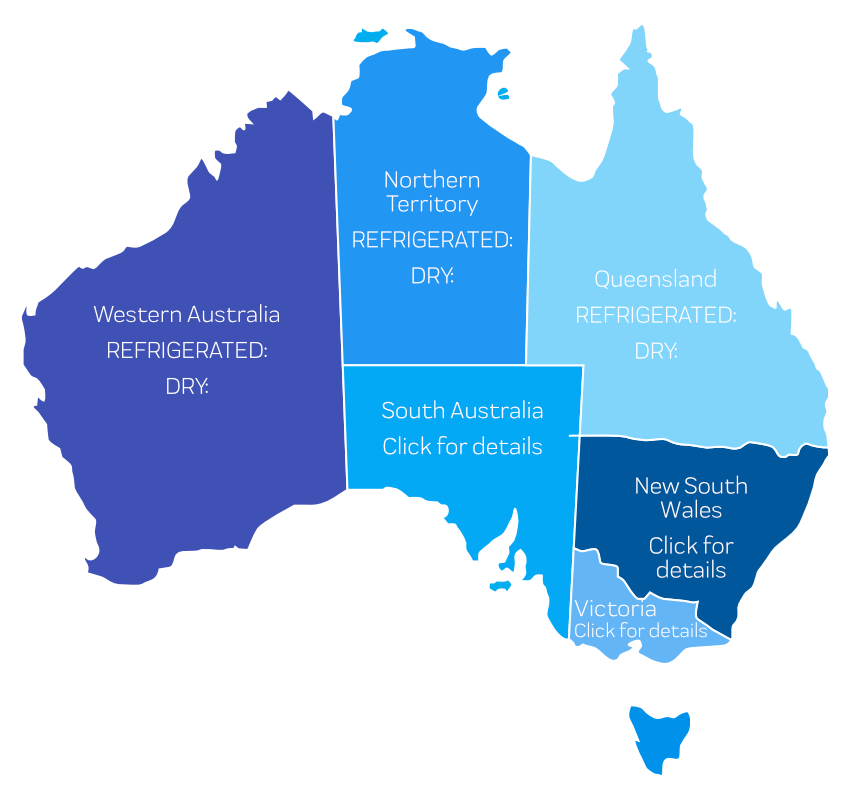 Northern
Territory
REFRIGERATED:
DRY:
Queensland
REFRIGERATED:
DRY:
Western Australia
REFRIGERATED:
DRY:
South Australia
Click for details
New South
Wales
Click for
details
Victoria
Click for details